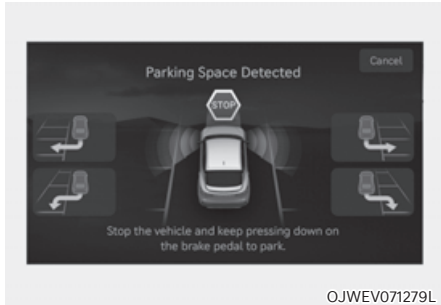 Cancel
Parking Space Detected
STOP
Stop the vehicle and keep pressing down on
the brake pedal to park.
OJWEV071279L